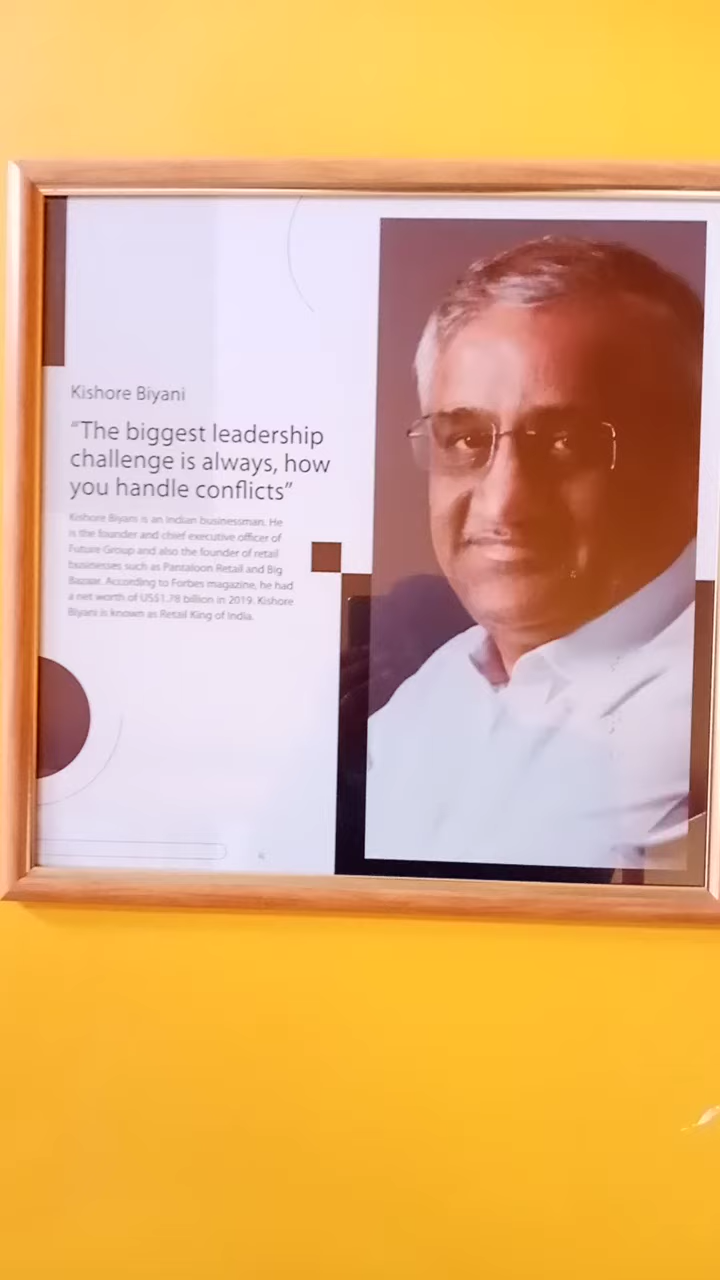 Kishore Biyani
“The biggest leadership
challenge is always, how
you handle conflicts”
Kishore Biyani is an Indian businessman. He
is the founder and chief executive officer of
Future Group and also the founder of retail
businesses such as Pantaloon Retail and Big
Bazaar. According to Forbes magazine, he had
a net worth of US$1.78 billion in 2019. Kishore
Biyani is known as Retail King of India.